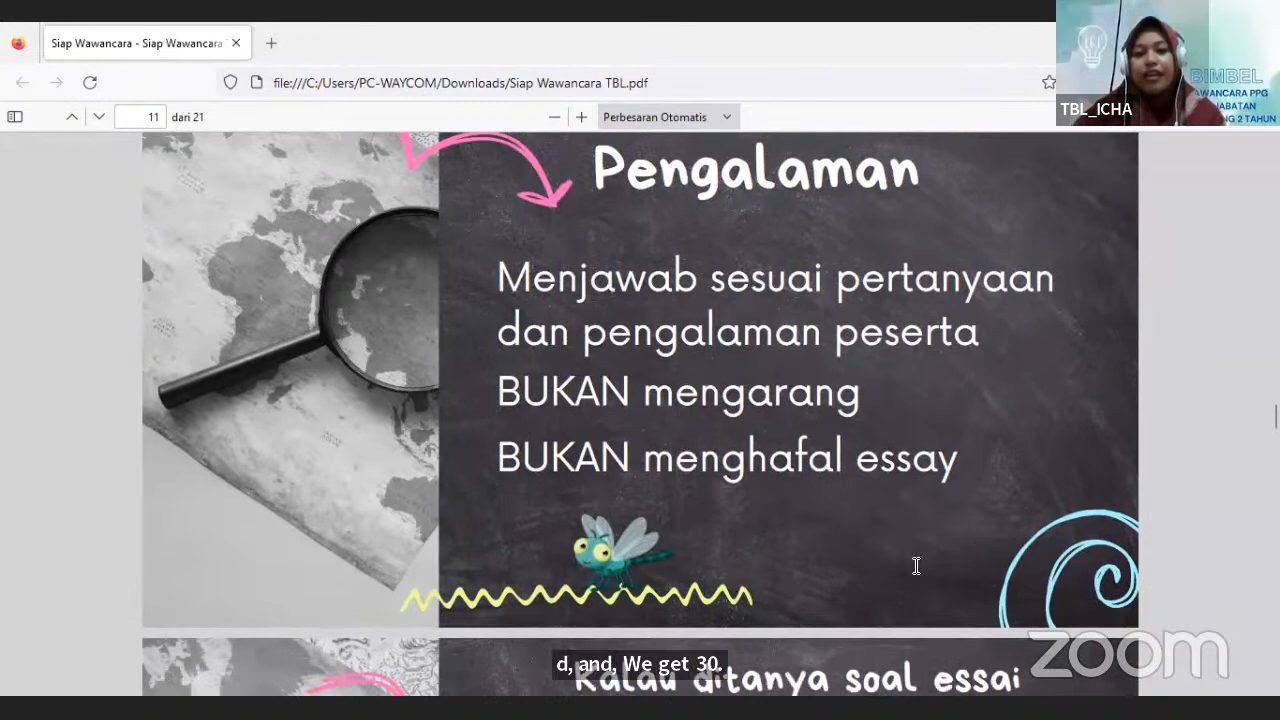 Siap Wawancara - Siap Wawancara
file:///C:/Users/PC-WAYCOM/Downloads/Siap Wawancara TBL.pdf
11 dari 21
Perbesaran Otomatis
BIMBEL
AWANCARA PPG
JABATAN
NG 2 TAHUN
TBL_ICHA
Pengalaman
Menjawab sesuai pertanyaan
dan pengalaman peserta
BUKAN mengarang
BUKAN menghafal essay
Kalau ditanya soal essai
d, and, We get 30.
zoom